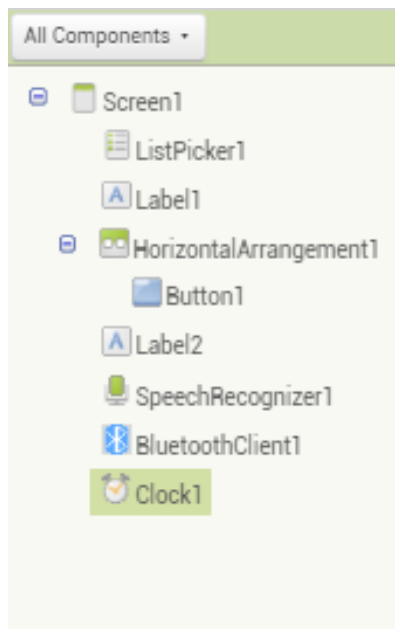 All Components
Screen1
ListPicker1
A Label1
HorizontalArrangement1
Button1
A Label2
SpeechRecognizer1
BluetoothClient1
Clock1